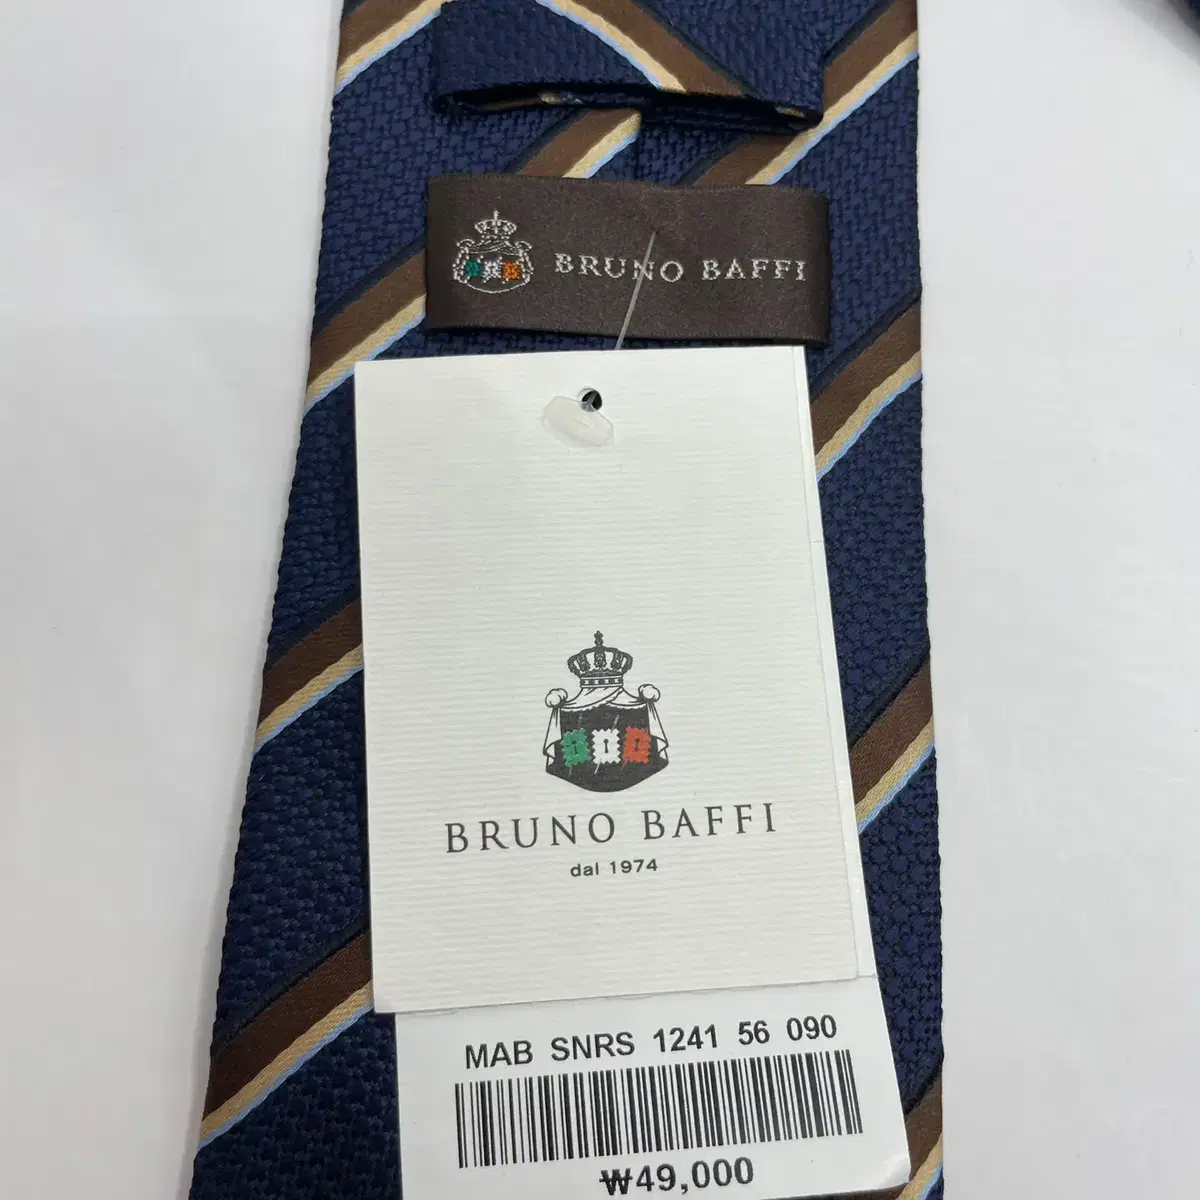 BRUNO BAFFI
BRUNO BAFFI
dal 1974
MAB SNRS 1241 56 090
₩49,000